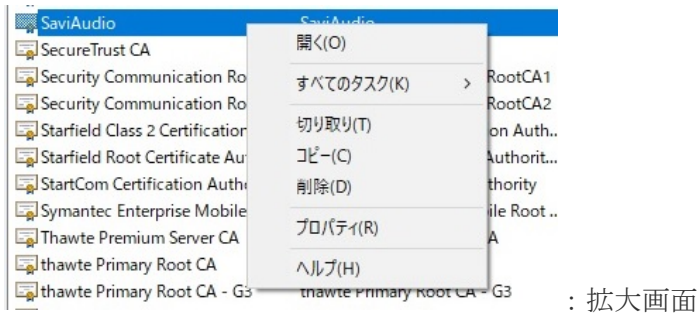 SaviAudio SaviAudio
SecureTrust CA
開く(O)
Security Communication Ro
すべてのタスク(K) >
RootCA1
Security Communication Ro
RootCA2
Starfield Class 2 Certification
切り取り(T)
on Auth..
Starfield Root Certificate Au
コピー(C)
Authorit...
StartCom Certification Autho
削除(D)
thority
Symantec Enterprise Mobile
ile Root ..
プロパティ(R)
Thawte Premium Server CA
A
thawte Primary Root CA
ヘルプ(H)
thawte Primary Root CA - G3 thawte Primary Root CA - G3
：拡大画面